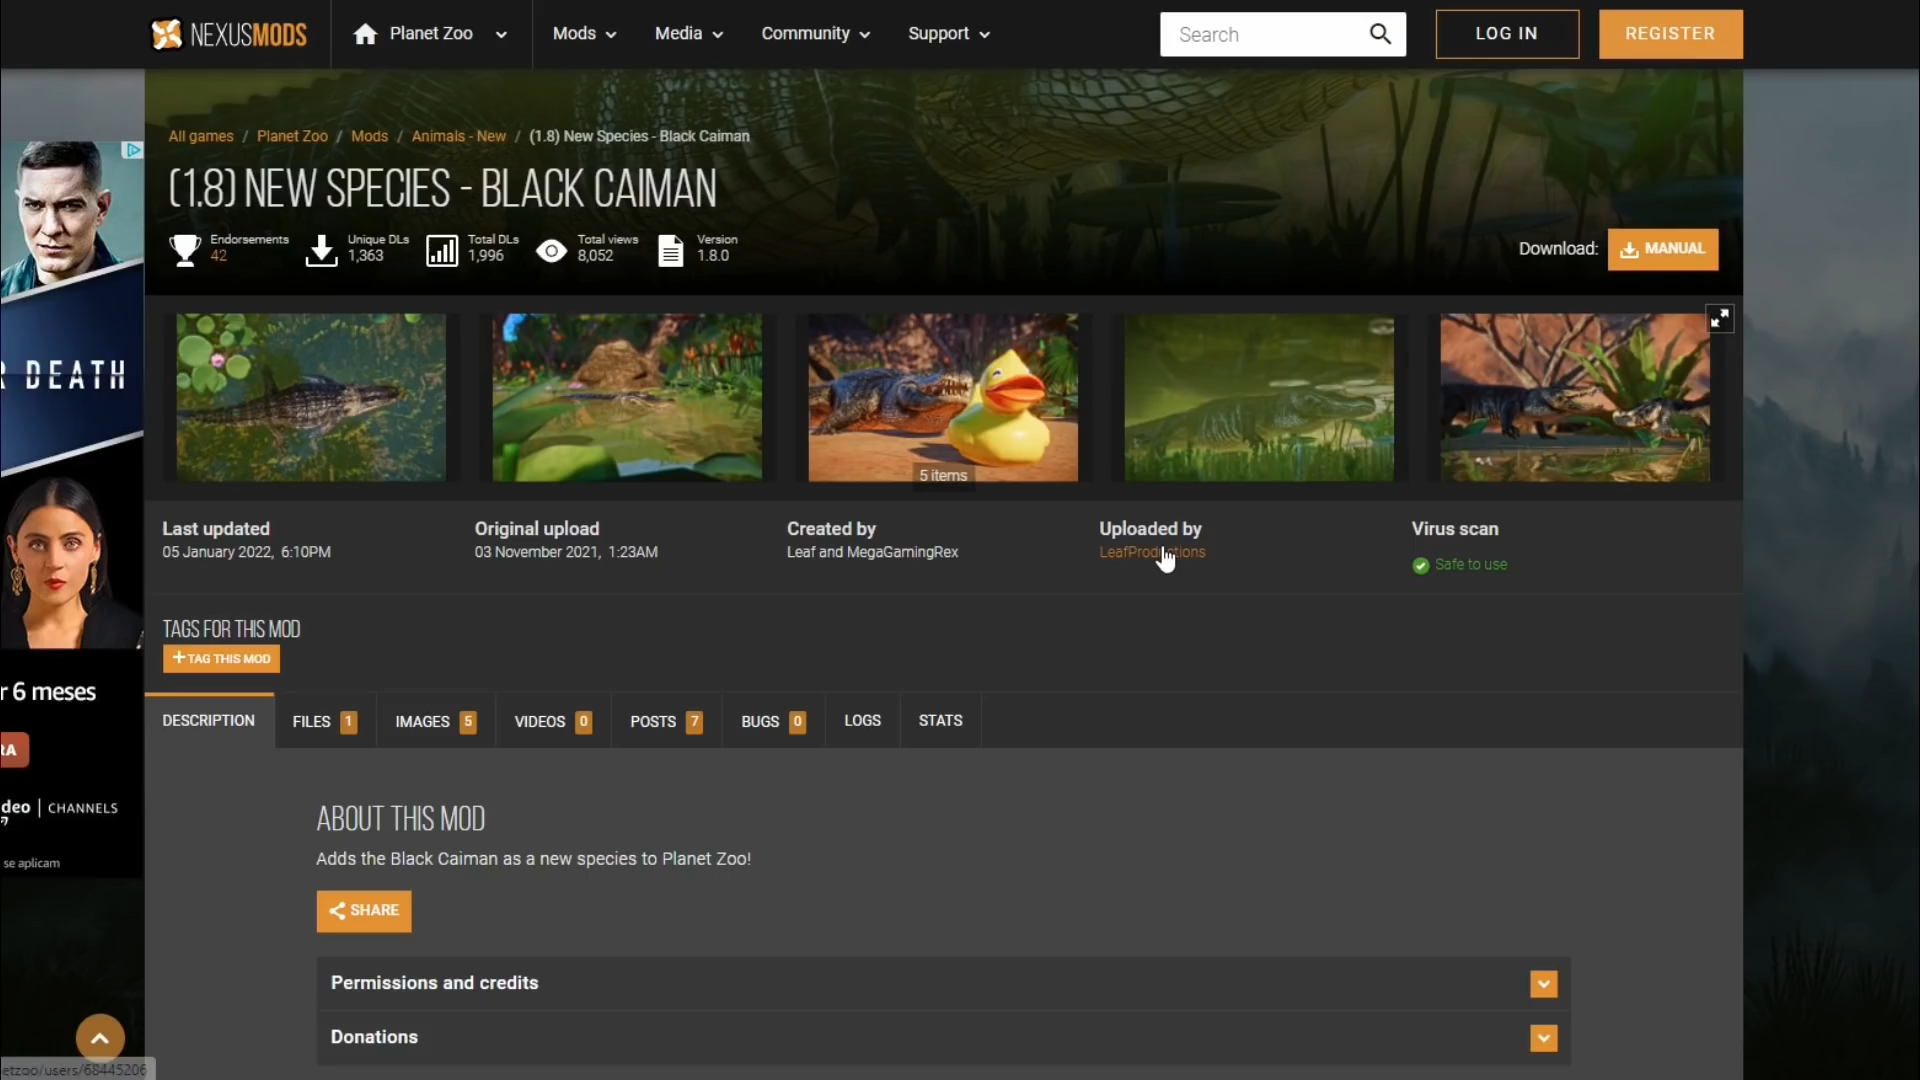 NEXUSMODS
Planet Zoo
Mods
Media
Community
Support
Search
LOG IN
REGISTER
All games / Planet Zoo / Mods / Animals - New / (1.8) New Species - Black Caiman
(1.8) NEW SPECIES - BLACK CAIMAN
Endorsements
42
Unique DLs
1,363
Total DLs
1,996
Total views
8,052
Version
1.8.0
Download:
MANUAL
R DEATH
5 items
Last updated
05 January 2022, 6:10PM
Original upload
03 November 2021, 1:23AM
Created by
Leaf and MegaGamingRex
Uploaded by
LeafProductions
Virus scan
Safe to use
TAGS FOR THIS MOD
+TAG THIS MOD
r 6 meses
RA
deo | CHANNELS
se aplicam
DESCRIPTION
FILES 1
IMAGES 5
VIDEOS 0
POSTS 7
BUGS 0
LOGS
STATS
ABOUT THIS MOD
Adds the Black Caiman as a new species to Planet Zoo!
SHARE
Permissions and credits
Donations
etzoo/users/68445206